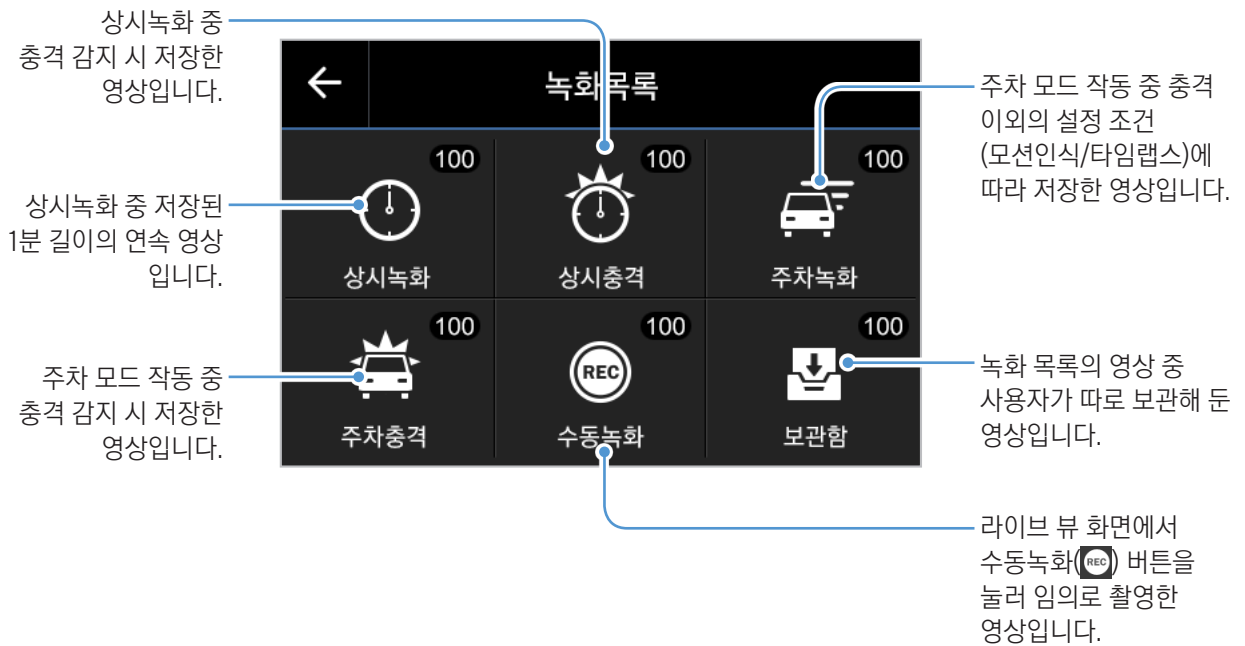 상시녹화 중
충격 감지 시 저장한
영상입니다.
녹화목록
주차 모드 작동 중 충격
이외의 설정 조건
(모션인식/타임랩스)에
따라 저장한 영상입니다.
100
100
100
상시녹화 중 저장된
1분 길이의 연속 영상
입니다.
상시녹화
상시충격
주차녹화
100
100
100
REC
주차 모드 작동 중
충격 감지 시 저장한
영상입니다.
녹화 목록의 영상 중
사용자가 따로 보관해 둔
영상입니다.
주차충격
수동녹화
보관함
라이브 뷰 화면에서
수동녹화(REC) 버튼을
눌러 임의로 촬영한
영상입니다.